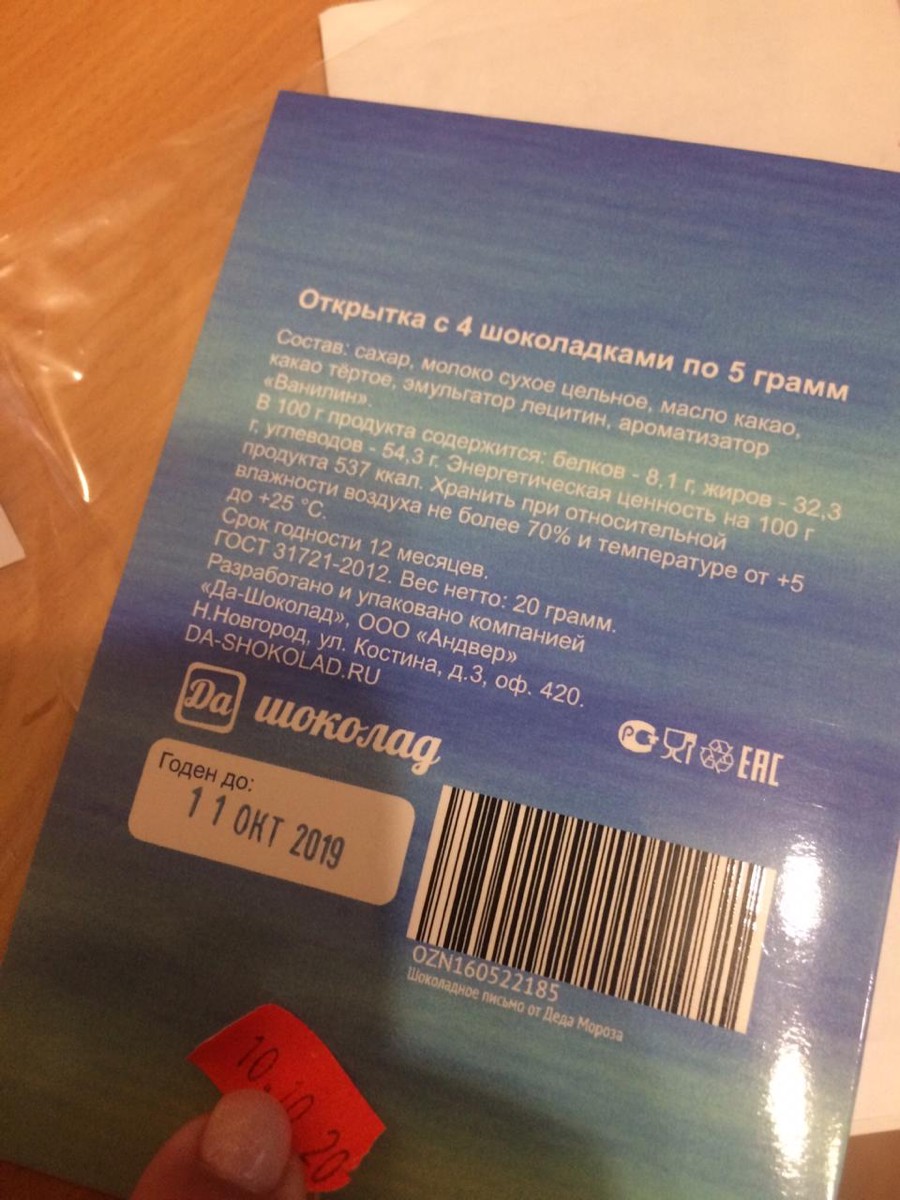 Открытка с 4 шоколадками по 5 грамм
Состав: сахар, молоко сухое цельное, масло какао,
какао тёртое, эмульгатор лецитин, ароматизатор
«Ванилин».
В 100 г продукта содержится: белков - 8,1 г, жиров - 32,3
г, углеводов - 54,3 г. Энергетическая ценность на 100 г
продукта 537 ккал. Хранить при относительной
влажности воздуха не более 70% и температуре от +5
до +25 °C.
Срок годности 12 месяцев.
ГОСТ 31721-2012. Вес нетто: 20 грамм.
Разработано и упаковано компанией
«Да-Шоколад», ООО «Андвер»
Н.Новгород, ул. Костина, д.3, оф. 420.
DA-SHOKOLAD.RU
Да шоколад
РСТ EAC
Годен до:
11 ОКТ 2019
OZN160522185
Шоколадное письмо от Деда Мороза
10.10.20